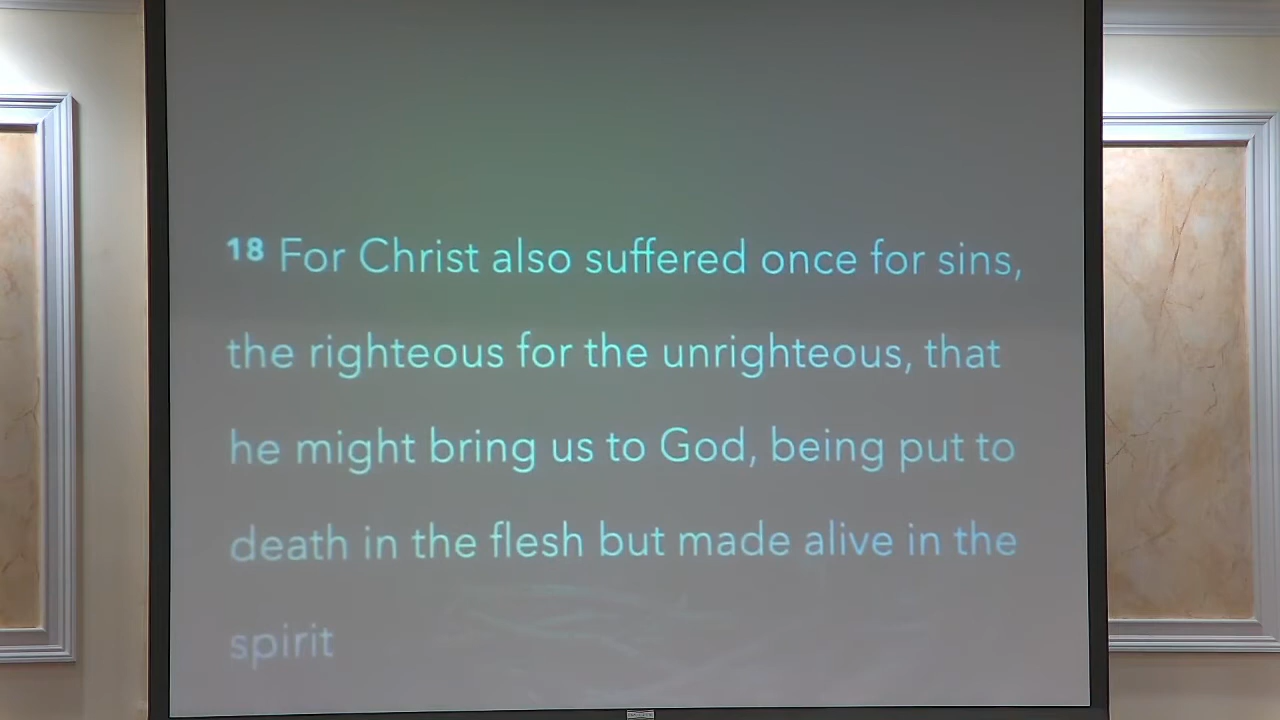 18 For Christ also suffered once for sins,
the righteous for the unrighteous, that
he might bring us to God, being put to
death in the flesh but made alive in the
spirit